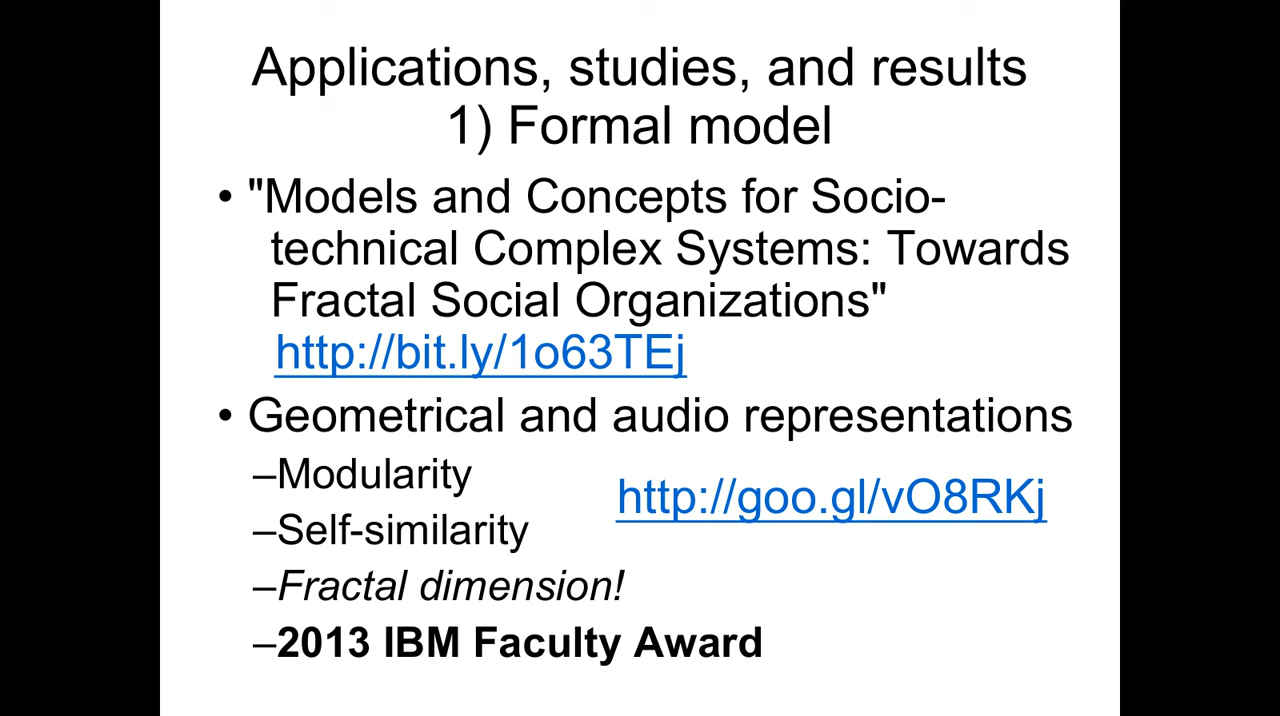 Applications, studies, and results
1) Formal model
• "Models and Concepts for Socio-
technical Complex Systems: Towards
Fractal Social Organizations"
http://bit.ly/1o63TEj
• Geometrical and audio representations
–Modularity
http://goo.gl/vO8RKj
–Self-similarity
–Fractal dimension!
–2013 IBM Faculty Award